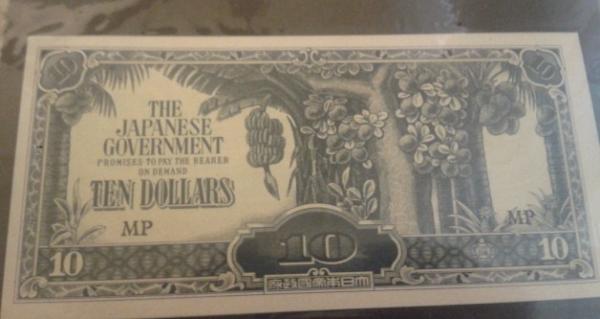 10
10
THE
JAPANESE
GOVERNMENT
PROMISES TO PAY THE BEARER
ON DEMAND
TEN DOLLARS
MP
MP
10
10
10
大日本帝國政府